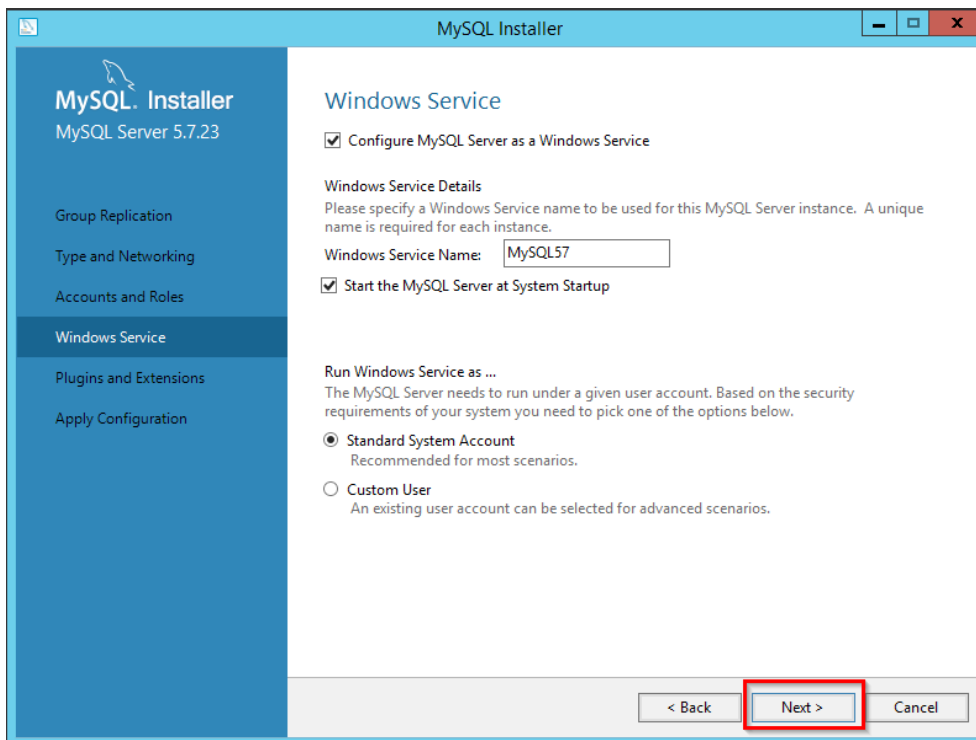 MySQL Installer
MySQL. Installer
MySQL Server 5.7.23
Group Replication
Type and Networking
Accounts and Roles
Windows Service
Plugins and Extensions
Apply Configuration
Windows Service
Configure MySQL Server as a Windows Service
Windows Service Details
Please specify a Windows Service name to be used for this MySQL Server instance. A unique
name is required for each instance.
Windows Service Name: MySQL57
Start the MySQL Server at System Startup
Run Windows Service as ...
The MySQL Server needs to run under a given user account. Based on the security
requirements of your system you need to pick one of the options below.
Standard System Account
Recommended for most scenarios.
Custom User
An existing user account can be selected for advanced scenarios.
< Back Next > Cancel